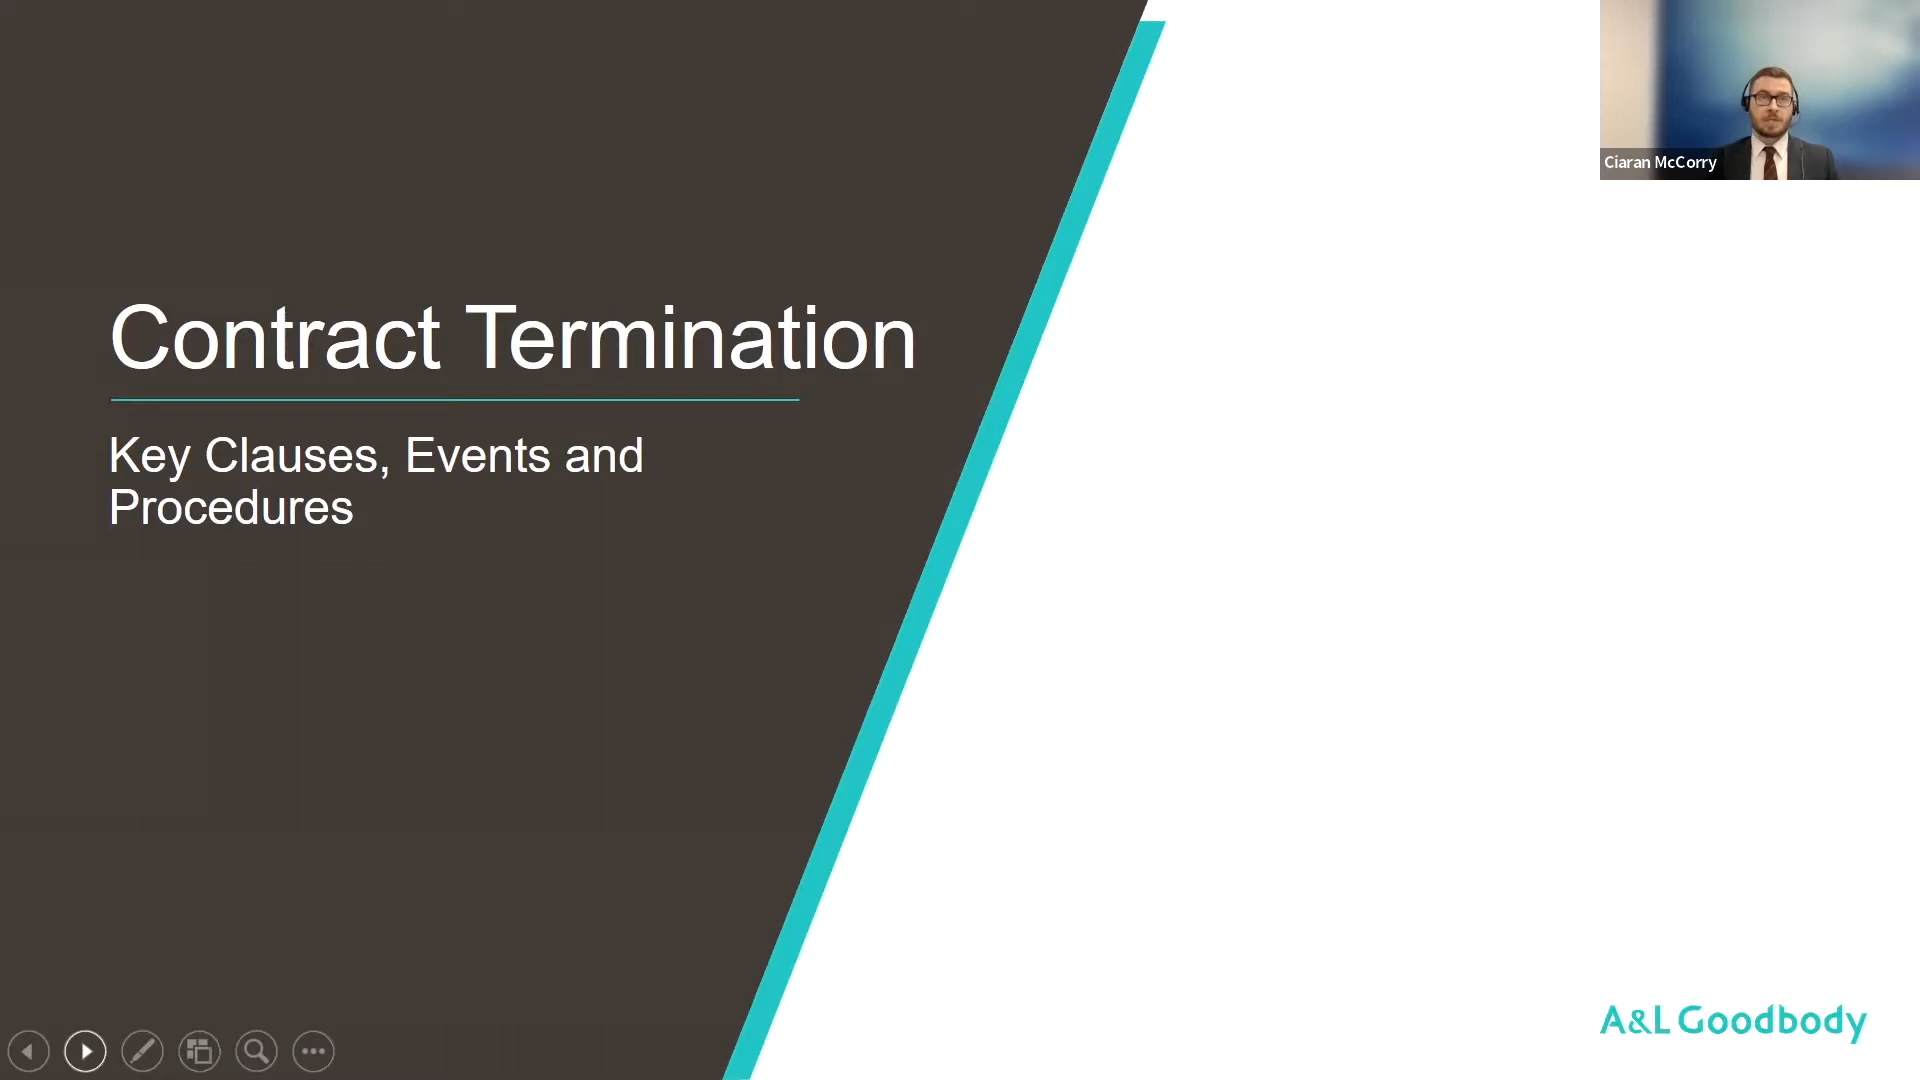 Contract Termination
Key Clauses, Events and
Procedures
Ciaran McCorry
A&L Goodbody